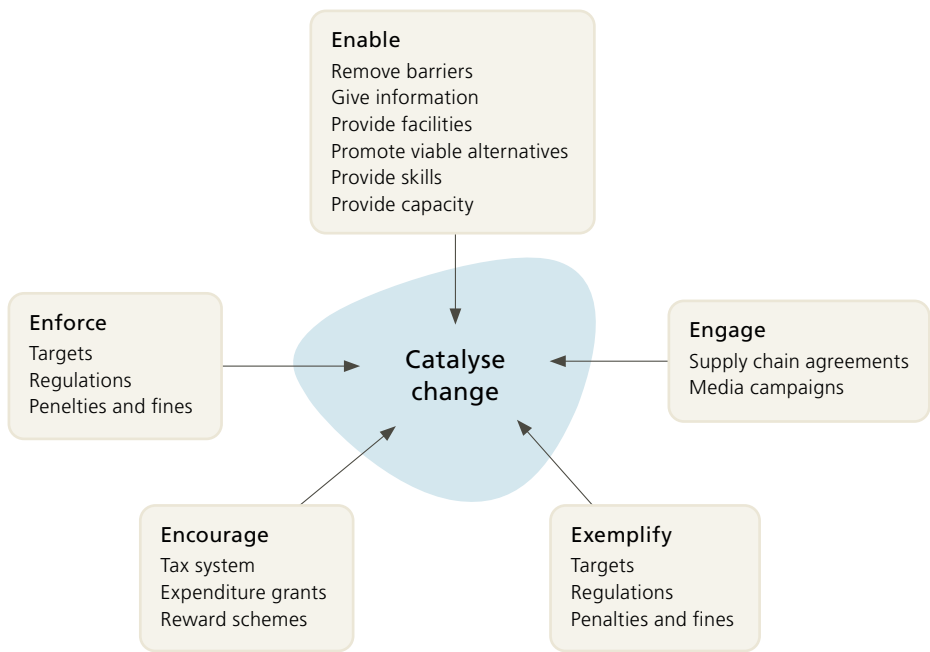 Enable
Remove barriers
Give information
Provide facilities
Promote viable alternatives
Provide skills
Provide capacity
Enforce
Targets
Regulations
Penelties and fines
Catalyse
change
Engage
Supply chain agreements
Media campaigns
Encourage
Tax system
Expenditure grants
Reward schemes
Exemplify
Targets
Regulations
Penalties and fines